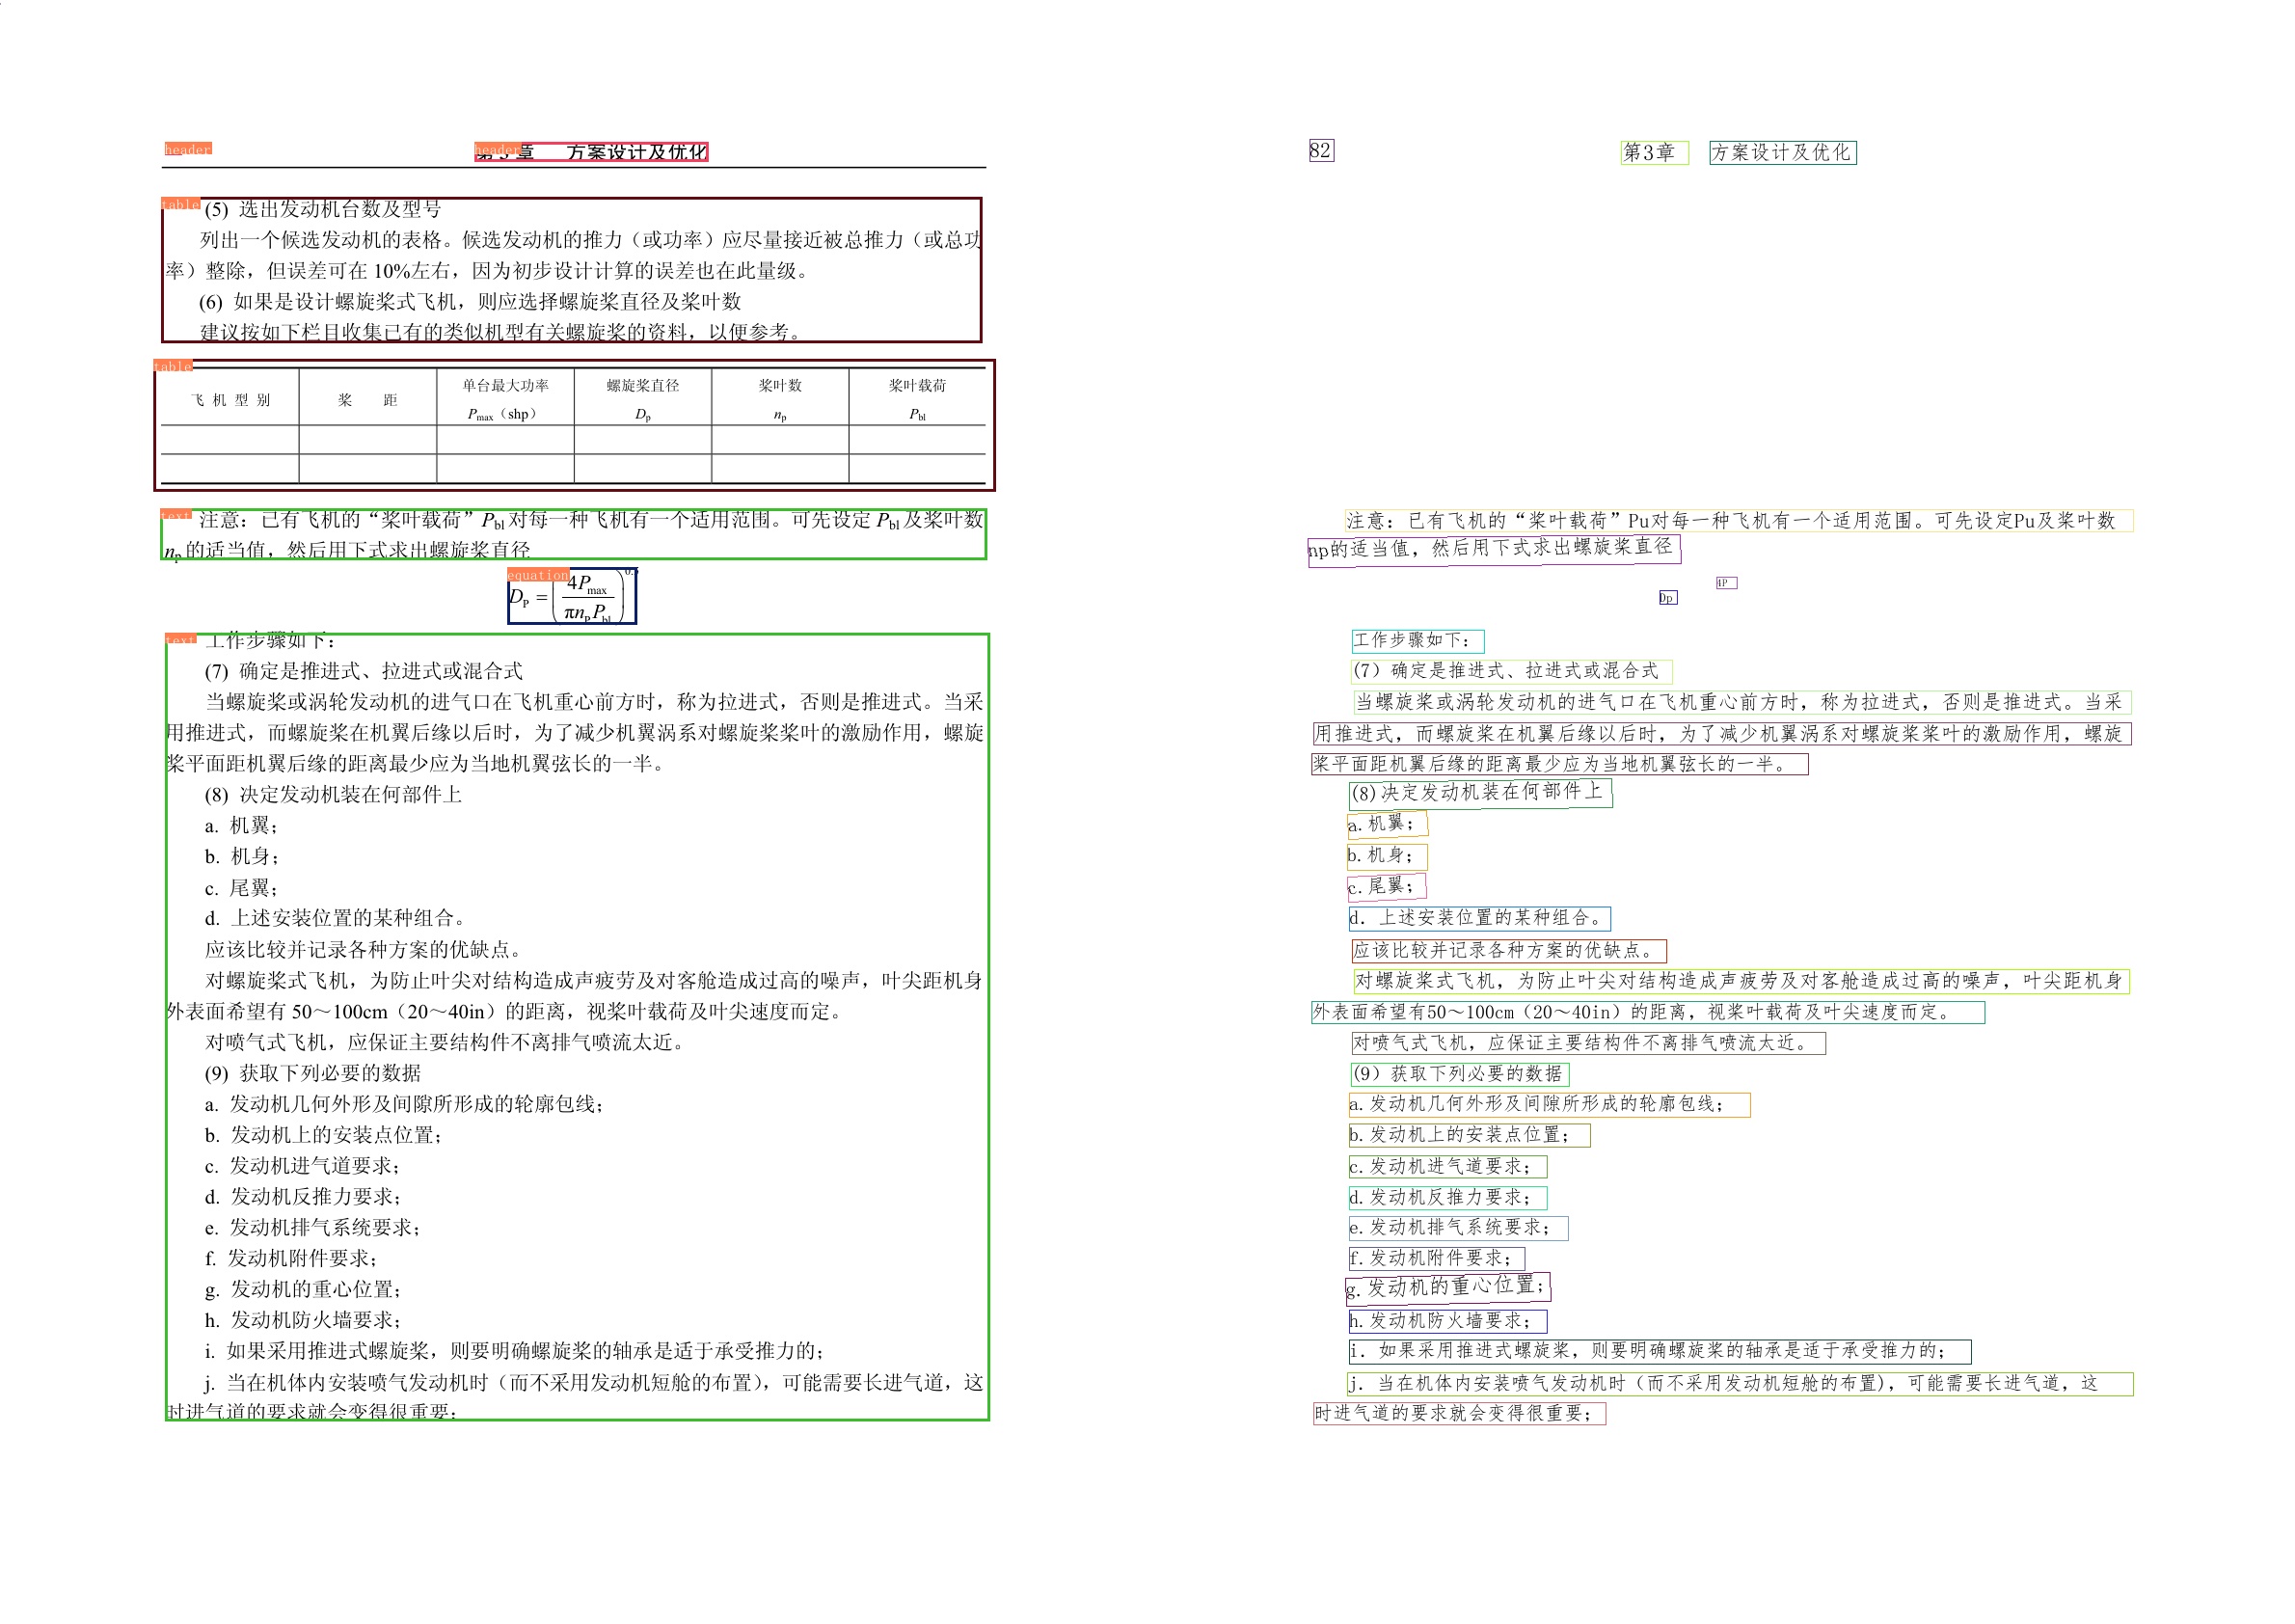 header
header
第3章 方案设计及优化
table
(5) 选出发动机台数及型号
列出一个候选发动机的表格。候选发动机的推力（或功率）应尽量接近被总推力（或总功
率）整除，但误差可在 10%左右，因为初步设计计算的误差也在此量级。
(6) 如果是设计螺旋桨式飞机，则应选择螺旋桨直径及桨叶数
建议按如下栏目收集已有的类似机型有关螺旋桨的资料，以便参考。
table
飞 机 型 别 桨 距 单台最大功率 Pmax（shp） 螺旋桨直径 Dp 桨叶数 np 桨叶载荷 Pbl
text
注意：已有飞机的“桨叶载荷”Pbl 对每一种飞机有一个适用范围。可先设定 Pbl 及桨叶数
np 的适当值，然后用下式求出螺旋桨直径
equation
DP = (4Pmax / πnPPbl)
text
工作步骤如下：
(7) 确定是推进式、拉进式或混合式
当螺旋桨或涡轮发动机的进气口在飞机重心前方时，称为拉进式，否则是推进式。当采
用推进式，而螺旋桨在机翼后缘以后时，为了减少机翼涡系对螺旋桨桨叶的激励作用，螺旋
桨平面距机翼后缘的距离最少应为当地机翼弦长的一半。
(8) 决定发动机装在何部件上
a. 机翼；
b. 机身；
c. 尾翼；
d. 上述安装位置的某种组合。
应该比较并记录各种方案的优缺点。
对螺旋桨式飞机，为防止叶尖对结构造成声疲劳及对客舱造成过高的噪声，叶尖距机身
外表面希望有 50～100cm（20～40in）的距离，视桨叶载荷及叶尖速度而定。
对喷气式飞机，应保证主要结构件不离排气喷流太近。
(9) 获取下列必要的数据
a. 发动机几何外形及间隙所形成的轮廓包线；
b. 发动机上的安装点位置；
c. 发动机进气道要求；
d. 发动机反推力要求；
e. 发动机排气系统要求；
f. 发动机附件要求；
g. 发动机的重心位置；
h. 发动机防火墙要求；
i. 如果采用推进式螺旋桨，则要明确螺旋桨的轴承是适于承受推力的；
j. 当在机体内安装喷气发动机时（而不采用发动机短舱的布置），可能需要长进气道，这
时进气道的要求就会变得很重要；
82
第3章 方案设计及优化
注意：已有飞机的“桨叶载荷”Pu对每一种飞机有一个适用范围。可先设定Pu及桨叶数
np的适当值，然后用下式求出螺旋桨直径
4P
Dp
工作步骤如下：
(7）确定是推进式、拉进式或混合式
当螺旋桨或涡轮发动机的进气口在飞机重心前方时，称为拉进式，否则是推进式。当采
用推进式，而螺旋桨在机翼后缘以后时，为了减少机翼涡系对螺旋桨桨叶的激励作用，螺旋
桨平面距机翼后缘的距离最少应为当地机翼弦长的一半。
(8)决定发动机装在何部件上
a.机翼；
b.机身；
c.尾翼；
d. 上述安装位置的某种组合。
应该比较并记录各种方案的优缺点。
对螺旋桨式飞机，为防止叶尖对结构造成声疲劳及对客舱造成过高的噪声，叶尖距机身
外表面希望有50～100cm（20～40in）的距离，视桨叶载荷及叶尖速度而定。
对喷气式飞机，应保证主要结构件不离排气喷流太近。
(9）获取下列必要的数据
a.发动机几何外形及间隙所形成的轮廓包线；
b.发动机上的安装点位置；
c.发动机进气道要求；
d.发动机反推力要求；
e.发动机排气系统要求；
f.发动机附件要求；
g.发动机的重心位置；
h.发动机防火墙要求；
i. 如果采用推进式螺旋桨，则要明确螺旋桨的轴承是适于承受推力的；
j. 当在机体内安装喷气发动机时（而不采用发动机短舱的布置)，可能需要长进气道，这
时进气道的要求就会变得很重要；